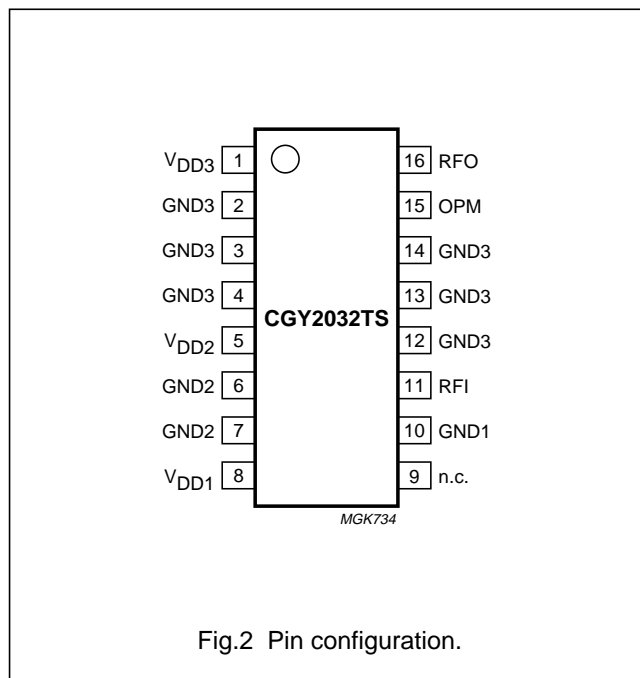 VDD3 1 16 RFO
GND3 2 15 OPM
GND3 3 14 GND3
GND3 4 13 GND3
CGY2032TS
VDD2 5 12 GND3
GND2 6 11 RFI
GND2 7 10 GND1
VDD1 8 9 n.c.
MGK734
Fig.2 Pin configuration.